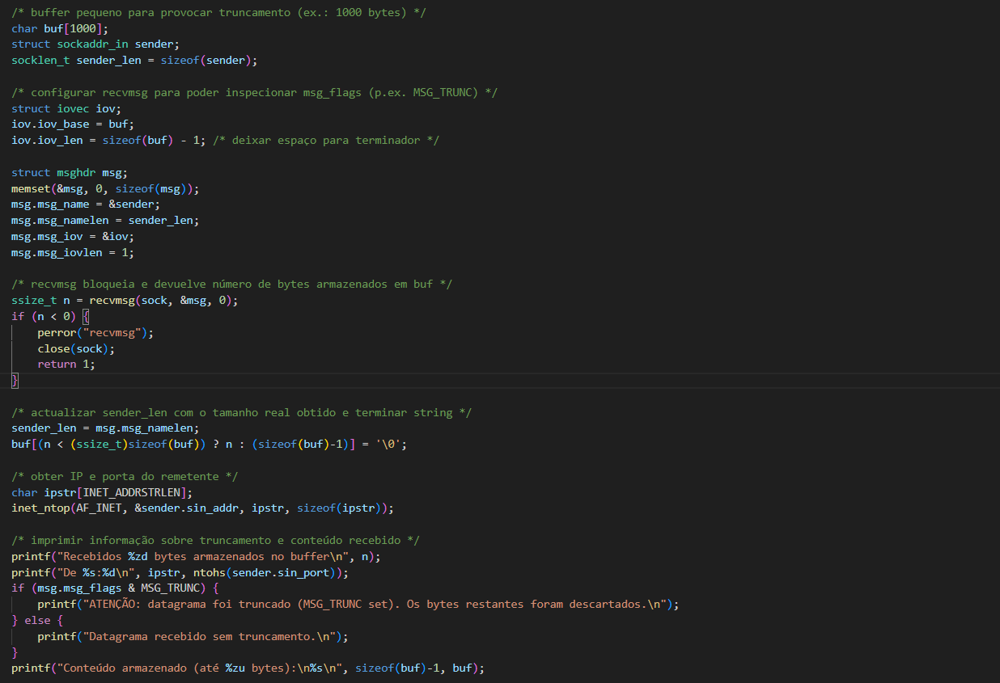 /* buffer pequeno para provocar truncamento (ex.: 1000 bytes) */
char buf[1000];
struct sockaddr_in sender;
socklen_t sender_len = sizeof(sender);

/* configurar recvmsg para poder inspecionar msg_flags (p.ex. MSG_TRUNC) */
struct iovec iov;
iov.iov_base = buf;
iov.iov_len = sizeof(buf) - 1; /* deixar espaço para terminador */

struct msghdr msg;
memset(&msg, 0, sizeof(msg));
msg.msg_name = &sender;
msg.msg_namelen = sender_len;
msg.msg_iov = &iov;
msg.msg_iovlen = 1;

/* recvmsg bloqueia e devuelve número de bytes armazenados em buf */
ssize_t n = recvmsg(sock, &msg, 0);
if (n < 0) {
    perror("recvmsg");
    close(sock);
    return 1;
}

/* actualizar sender_len com o tamanho real obtido e terminar string */
sender_len = msg.msg_namelen;
buf[(n < (ssize_t)sizeof(buf)) ? n : (sizeof(buf)-1)] = '\0';

/* obter IP e porta do remetente */
char ipstr[INET_ADDRSTRLEN];
inet_ntop(AF_INET, &sender.sin_addr, ipstr, sizeof(ipstr));

/* imprimir informação sobre truncamento e conteúdo recebido */
printf("Recebidos %zd bytes armazenados no buffer\n", n);
printf("De %s:%d\n", ipstr, ntohs(sender.sin_port));
if (msg.msg_flags & MSG_TRUNC) {
    printf("ATENÇÃO: datagrama foi truncado (MSG_TRUNC set). Os bytes restantes foram descartados.\n");
} else {
    printf("Datagrama recebido sem truncamento.\n");
}
printf("Conteúdo armazenado (até %zu bytes):\n%s\n", sizeof(buf)-1, buf);